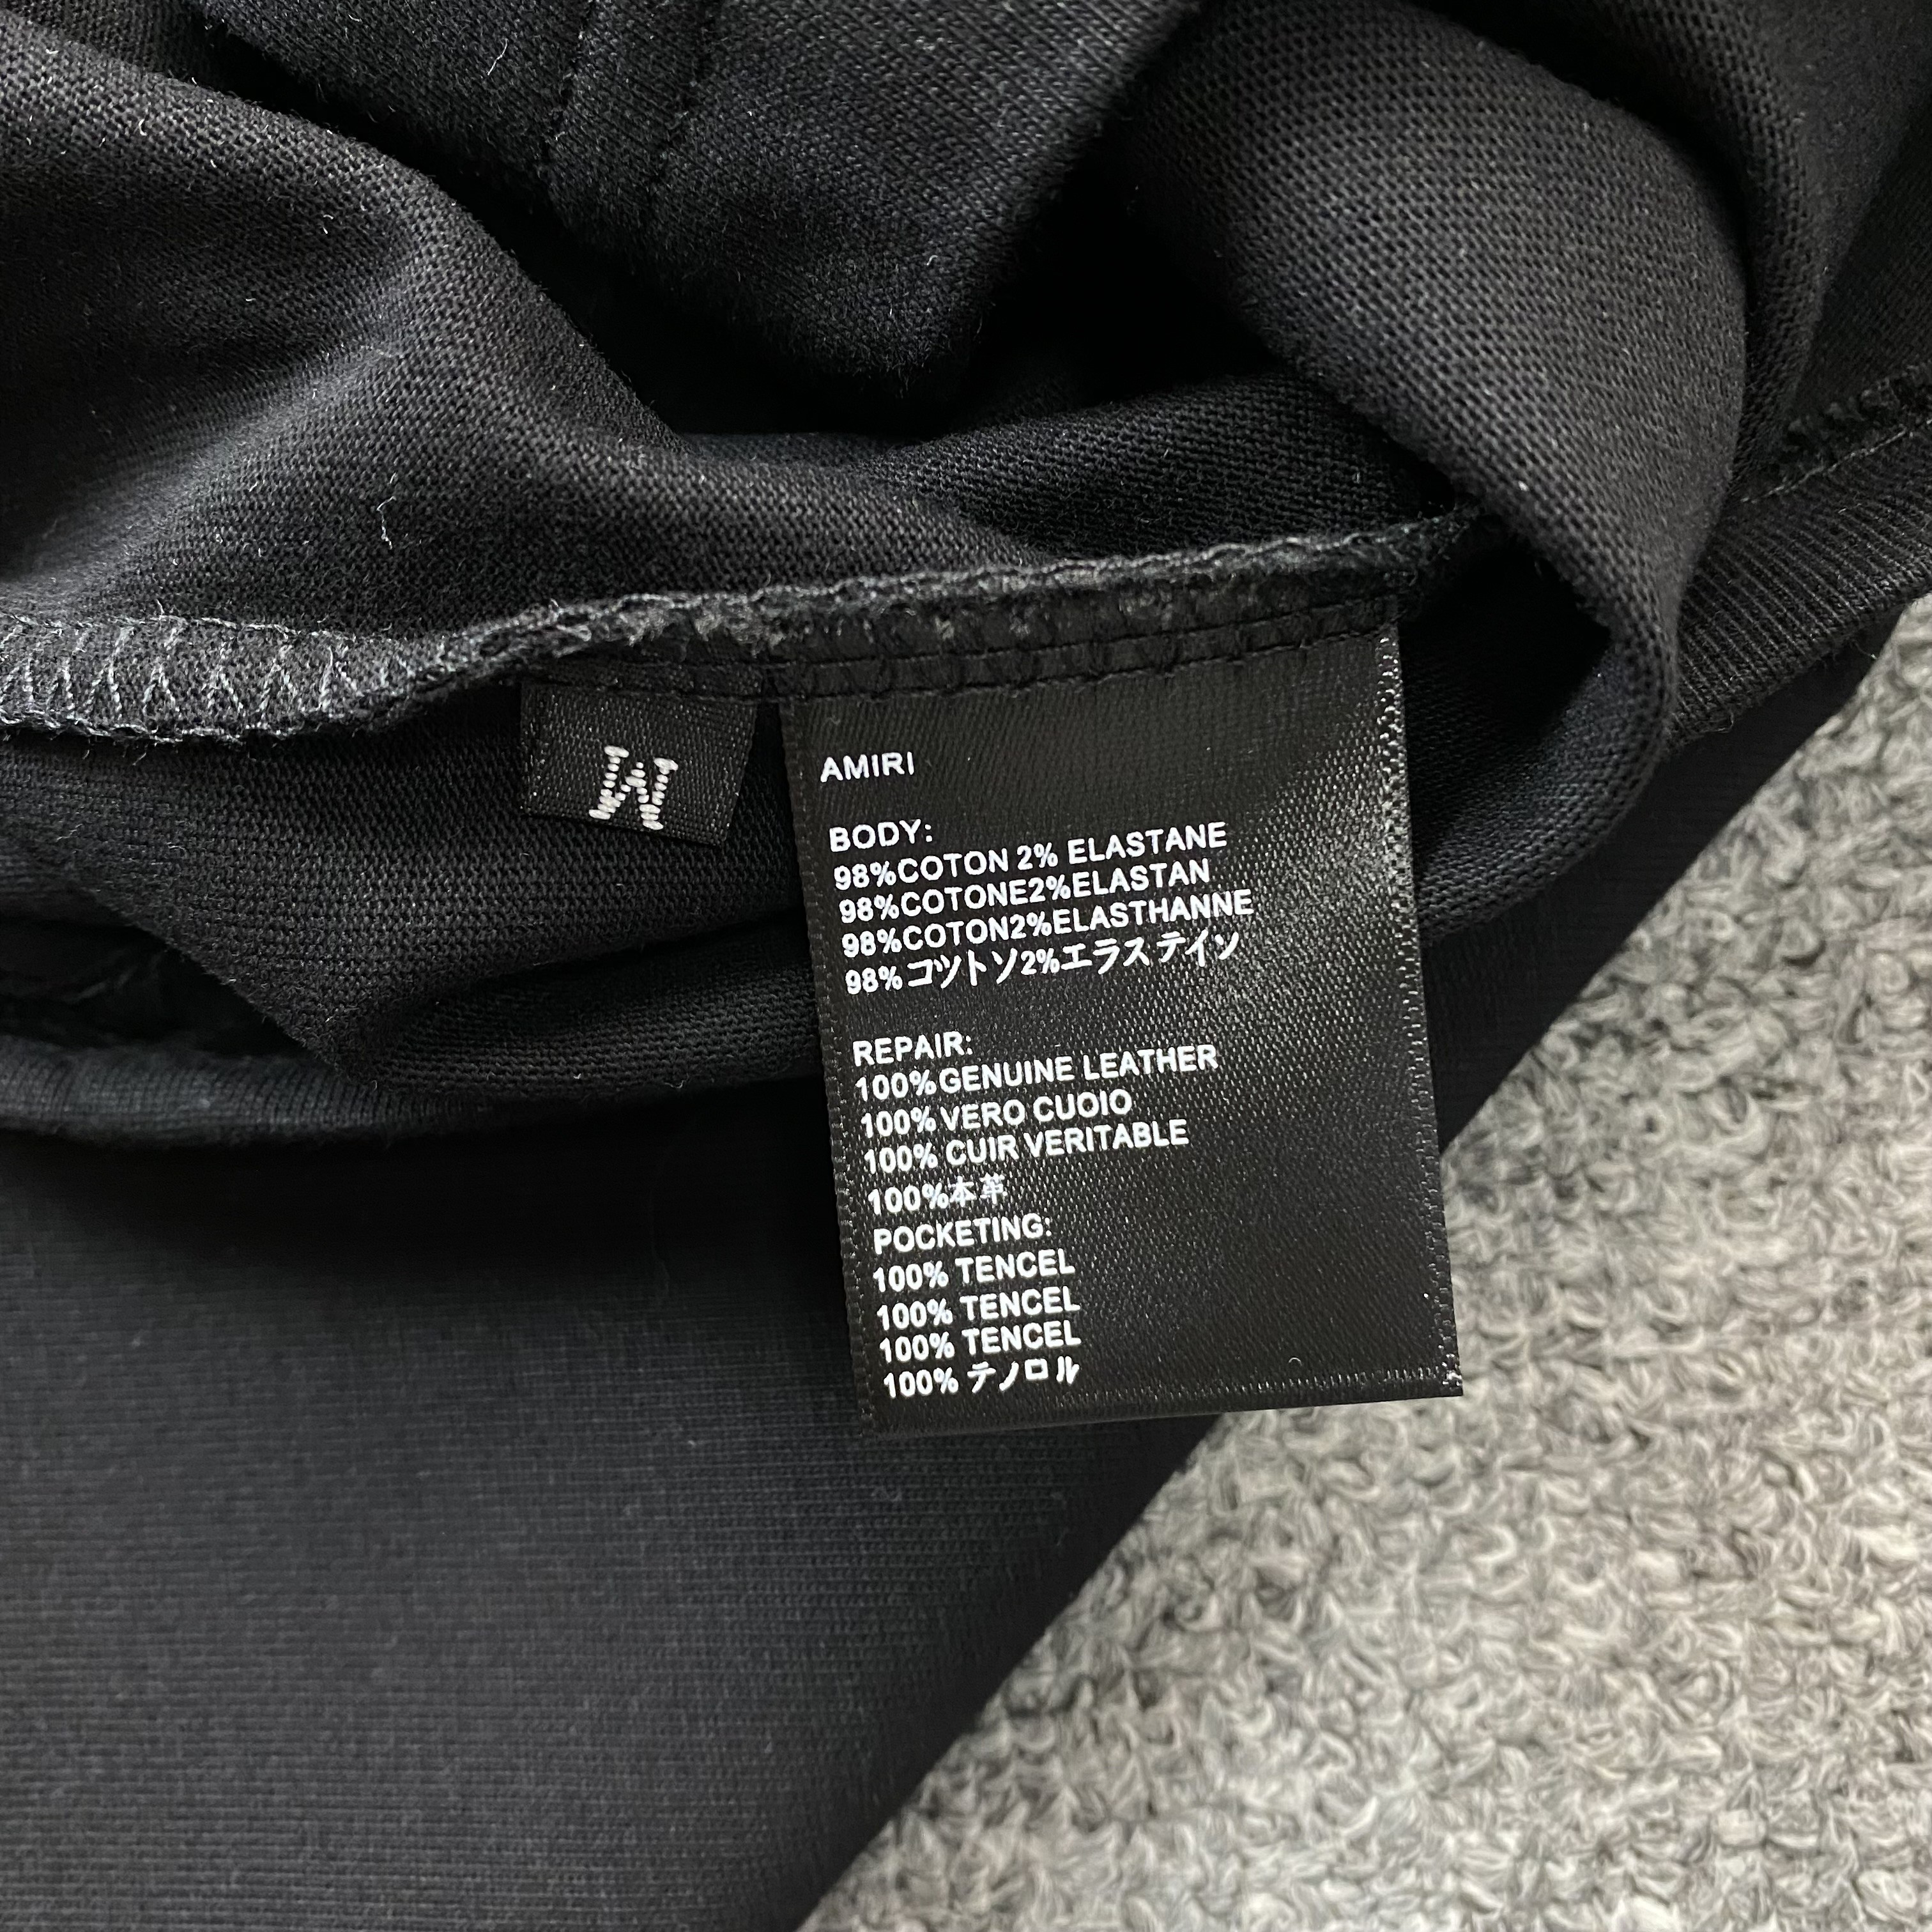 M
AMIRI
BODY:
98%COTON 2% ELASTANE
98%COTONE2%ELASTAN
98%COTON2%ELASTHANNE
98%コツトソ2%エラステイソ
REPAIR:
100%GENUINE LEATHER
100%VERO CUOIO
100% CUIR VERITABLE
100%本革
POCKETING:
100% TENCEL
100% TENCEL
100% TENCEL
100% テノロル